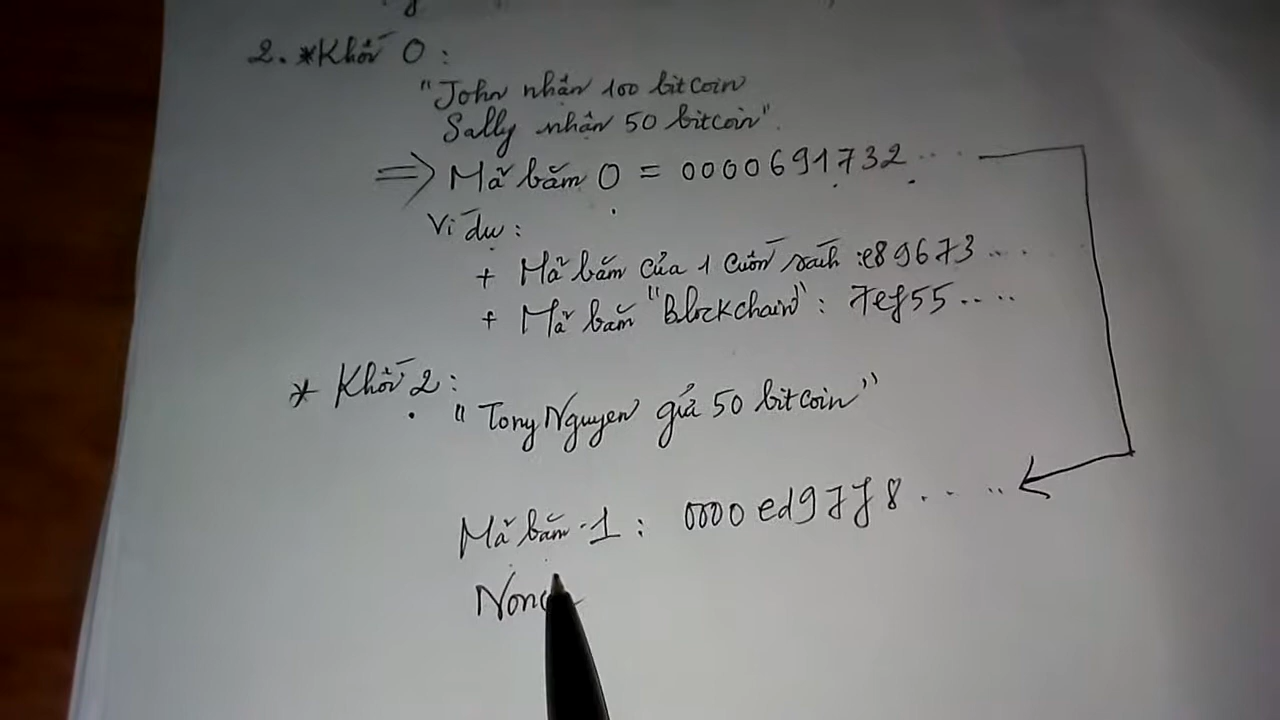 2. *Khối 0:
"John nhận 100 bitcoin
Sally nhận 50 bitcoin".
=> Mã băm 0 = 0000691732...
Ví dụ:
+ Mã băm của 1 cuốn sách: e89673...
+ Mã băm "Blockchain": 7ef55....
* Khối 2:
"Tony Nguyen giả 50 bitcoin"
Mã băm 1: 0000ed97f8....